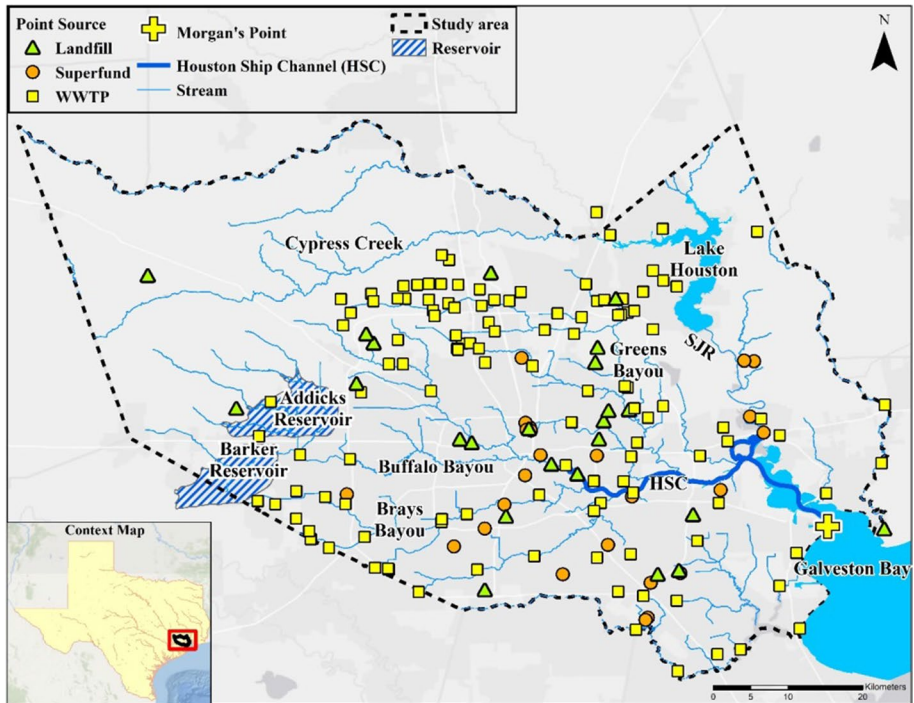 Point Source
Landfill
Superfund
WWTP
Morgan's Point
Houston Ship Channel (HSC)
Stream
Study area
Reservoir
N
Cypress Creek
Lake
Houston
SJR
Greens
Bayou
Addicks
Reservoir
Barker
Reservoir
Buffalo Bayou
HSC
Brays
Bayou
Galveston Bay
Context Map
Kilometers
0 5 10 20